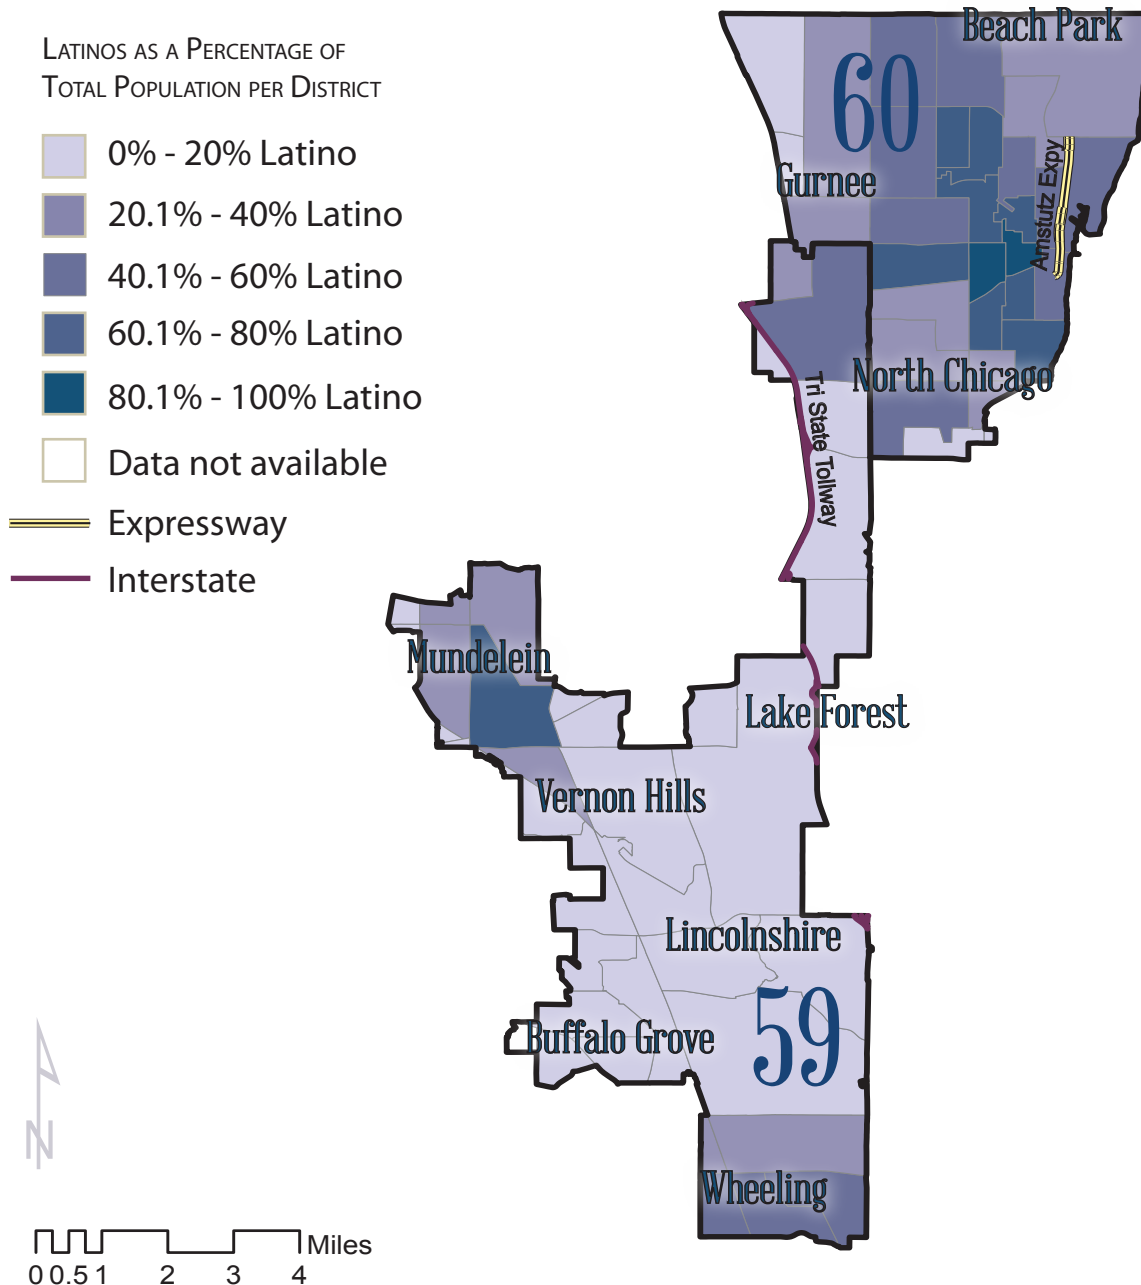 Latinos as a Percentage of
Total Population per District
0% - 20% Latino
20.1% - 40% Latino
40.1% - 60% Latino
60.1% - 80% Latino
80.1% - 100% Latino
Data not available
Expressway
Interstate
Beach Park
60
Gurnee
Amstutz Expy
North Chicago
Tri State Tollway
Mundelein
Lake Forest
Vernon Hills
Lincolnshire
59
Buffalo Grove
Wheeling
N
Miles
0 0.5 1 2 3 4